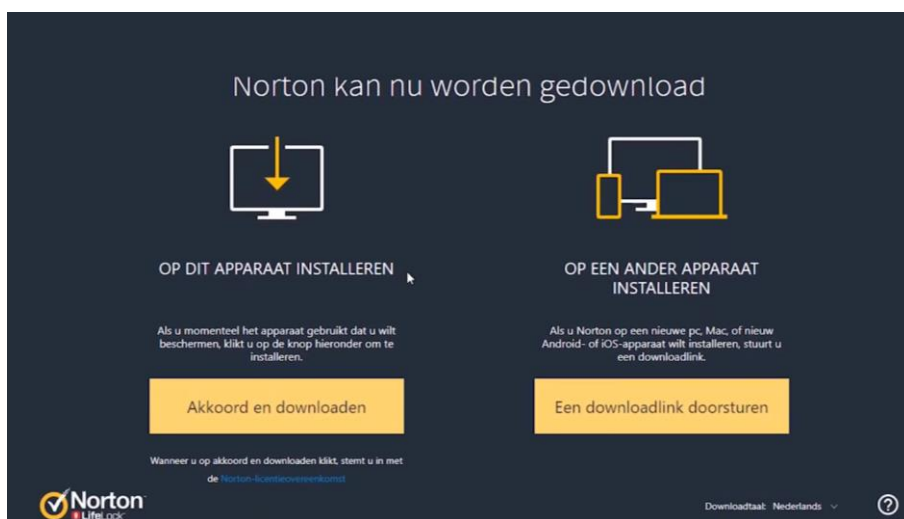 Norton kan nu worden gedownload
OP DIT APPARAAT INSTALLEREN
Als u momenteel het apparaat gebruikt dat u wilt
beschermen, klikt u op de knop hieronder om te
installeren.
Akkoord en downloaden
Wanneer u op akkoord en downloaden klikt, stemt u in met
de Norton-licentieovereenkomst
OP EEN ANDER APPARAAT
INSTALLEREN
Als u Norton op een nieuwe pc, Mac, of nieuw
Android- of iOS-apparaat wilt installeren, stuurt u
een downloadlink.
Een downloadlink doorsturen
Norton
LifeLock
Downloadtaal: Nederlands
?